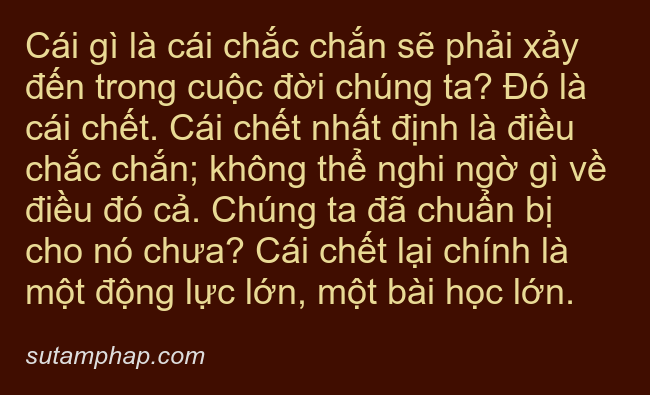 Cái gì là cái chắc chắn sẽ phải xảy
đến trong cuộc đời chúng ta? Đó là
cái chết. Cái chết nhất định là điều
chắc chắn; không thể nghi ngờ gì về
điều đó cả. Chúng ta đã chuẩn bị
cho nó chưa? Cái chết lại chính là
một động lực lớn, một bài học lớn.
sutamphap.com